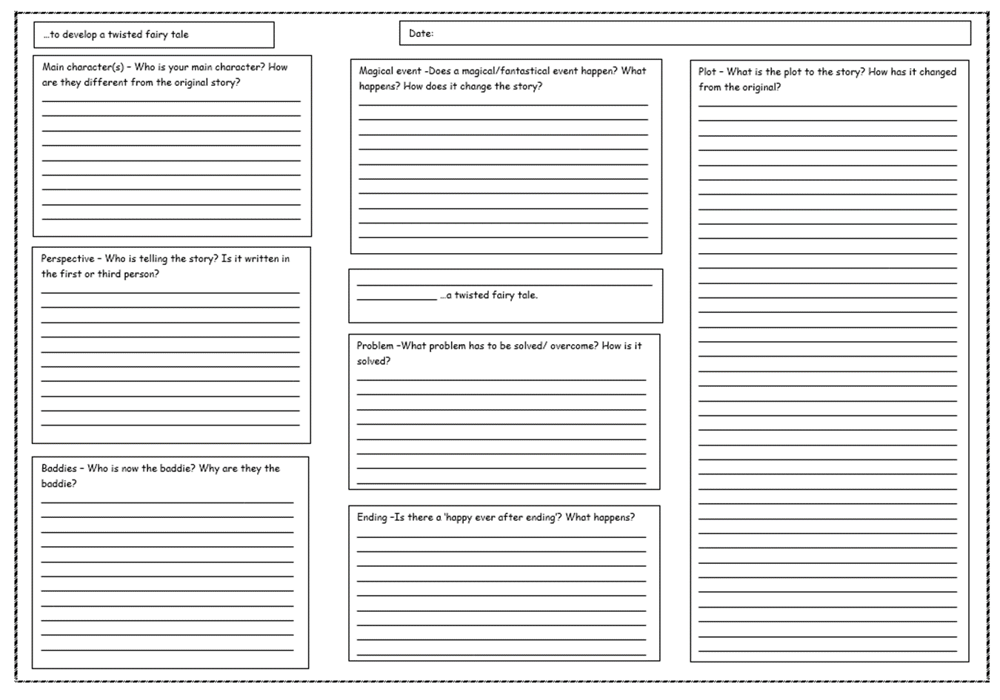 …to develop a twisted fairy tale
Date:
Main character(s) – Who is your main character? How
are they different from the original story?
Perspective – Who is telling the story? Is it written in
the first or third person?
Baddies – Who is now the baddie? Why are they the
baddie?
Magical event -Does a magical/fantastical event happen? What
happens? How does it change the story?
…a twisted fairy tale.
Problem –What problem has to be solved/ overcome? How is it
solved?
Ending –Is there a 'happy ever after ending'? What happens?
Plot – What is the plot to the story? How has it changed
from the original?